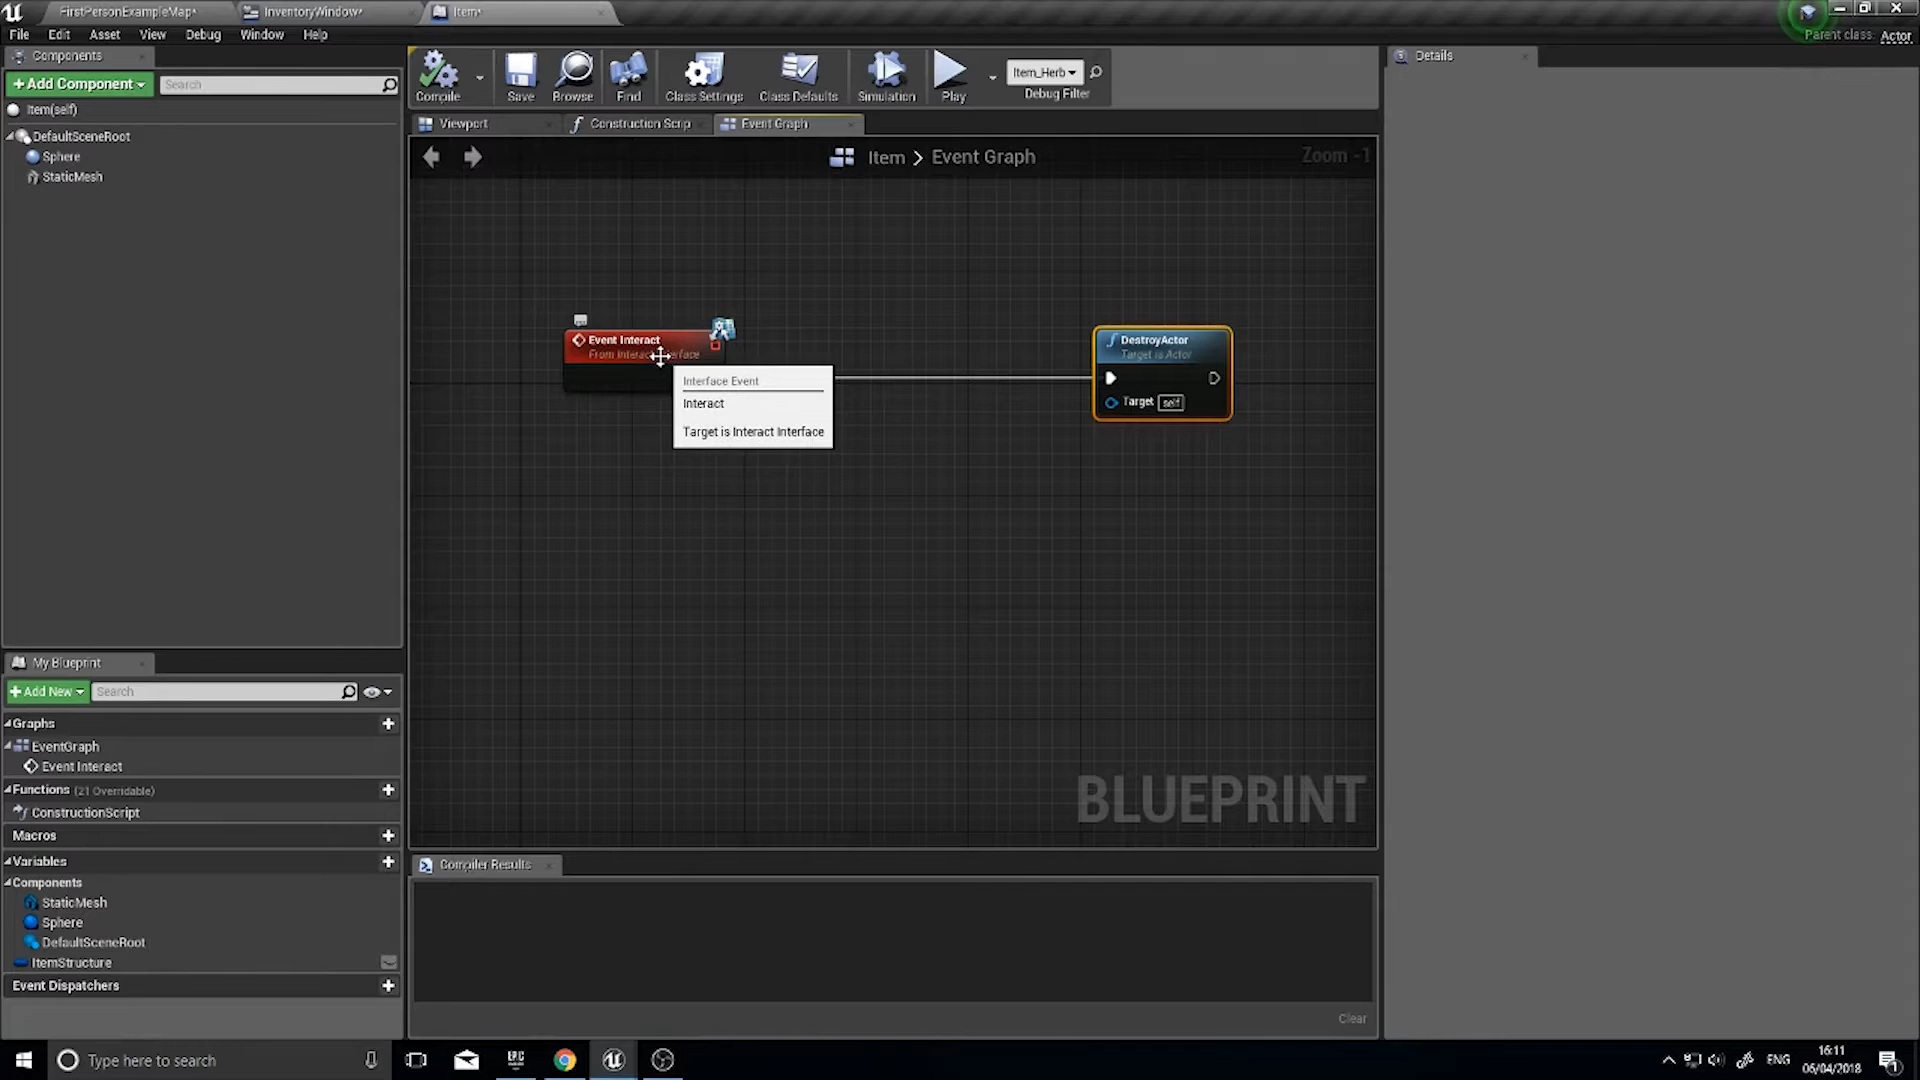 FirstPersonExampleMap*
InventoryWindow*
Item*
File
Edit
Asset
View
Debug
Window
Help
Parent class: Actor
Components
+Add Component
Search
Item(self)
DefaultSceneRoot
Sphere
StaticMesh
Compile
Save
Browse
Find
Class Settings
Class Defaults
Simulation
Play
Item_Herb
Debug Filter
Details
Viewport
Construction Scrip
Event Graph
Item > Event Graph
Zoom -1
Event Interact
From Interact
Interface Event
Interact
Target is Interact Interface
DestroyActor
Target is Actor
Target self
BLUEPRINT
My Blueprint
+Add New
Search
Graphs
EventGraph
Event Interact
Functions (21 Overridable)
ConstructionScript
Macros
Variables
Components
StaticMesh
Sphere
DefaultSceneRoot
ItemStructure
Event Dispatchers
Compiler Results
Clear
Type here to search
EPIC
ENG
16:11
06/04/2018
1